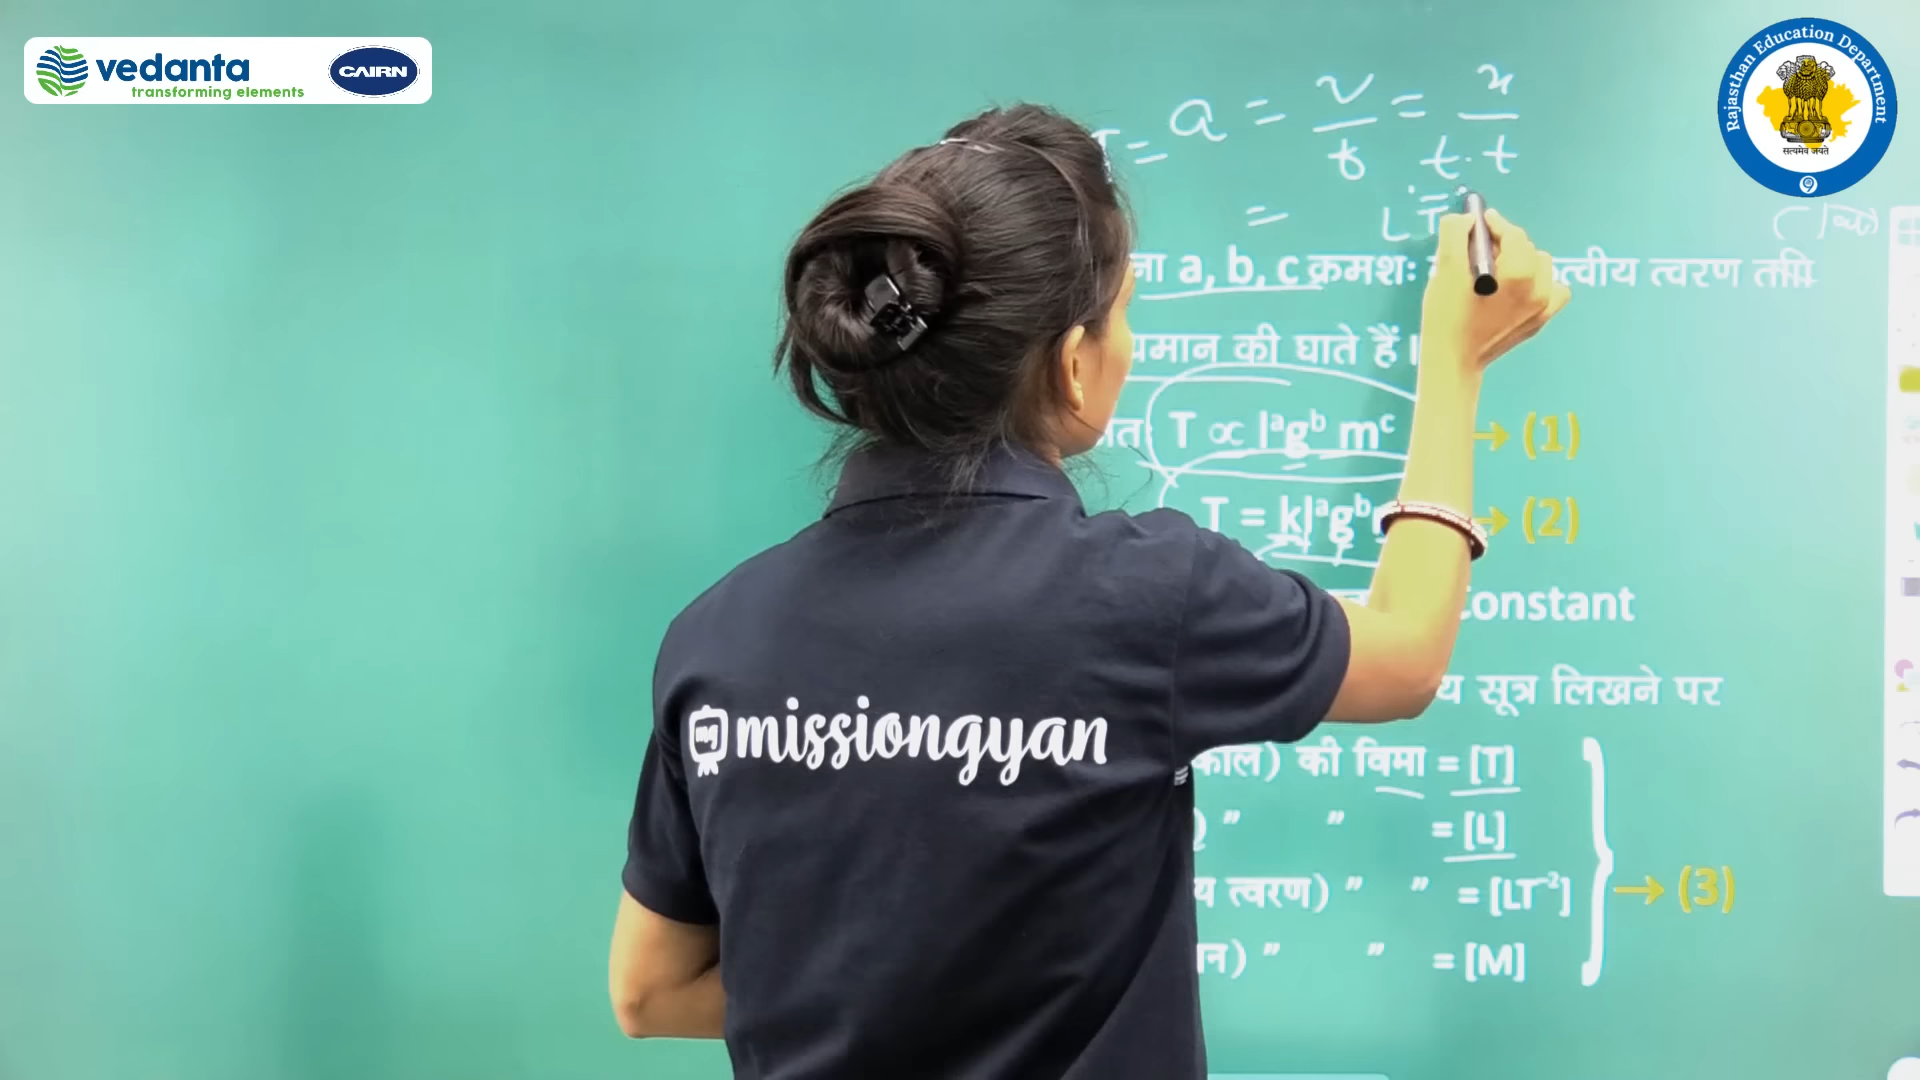 vedanta
transforming elements
CAIRN
Rajasthan Education Department
सत्यमेव जयते
= a = v/t = x/t.t
= LT
a, b, c क्रमशः त्वीय त्वरण तथा
की घाते हैं।
T ∝ lᵃgᵇ mᶜ → (1)
T = klᵃgᵇ → (2)
Constant
सूत्र लिखने पर
की विमा = [T]
” ” = [L]
त्वरण) ” ” = [LT⁻²] → (3)
” ” = [M]
missiongyan